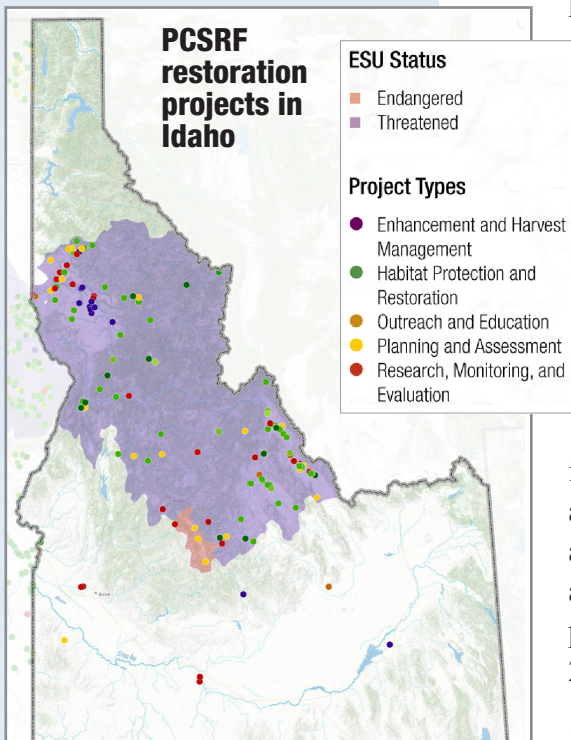 PCSRF
restoration
projects in
Idaho
ESU Status
Endangered
Threatened
Project Types
Enhancement and Harvest
Management
Habitat Protection and
Restoration
Outreach and Education
Planning and Assessment
Research, Monitoring, and
Evaluation